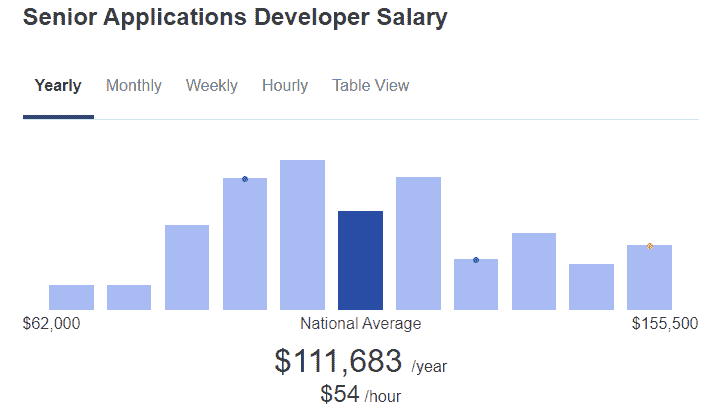 Senior Applications Developer Salary
Yearly Monthly Weekly Hourly Table View
$62,000 National Average $155,500
$111,683 /year
$54 /hour